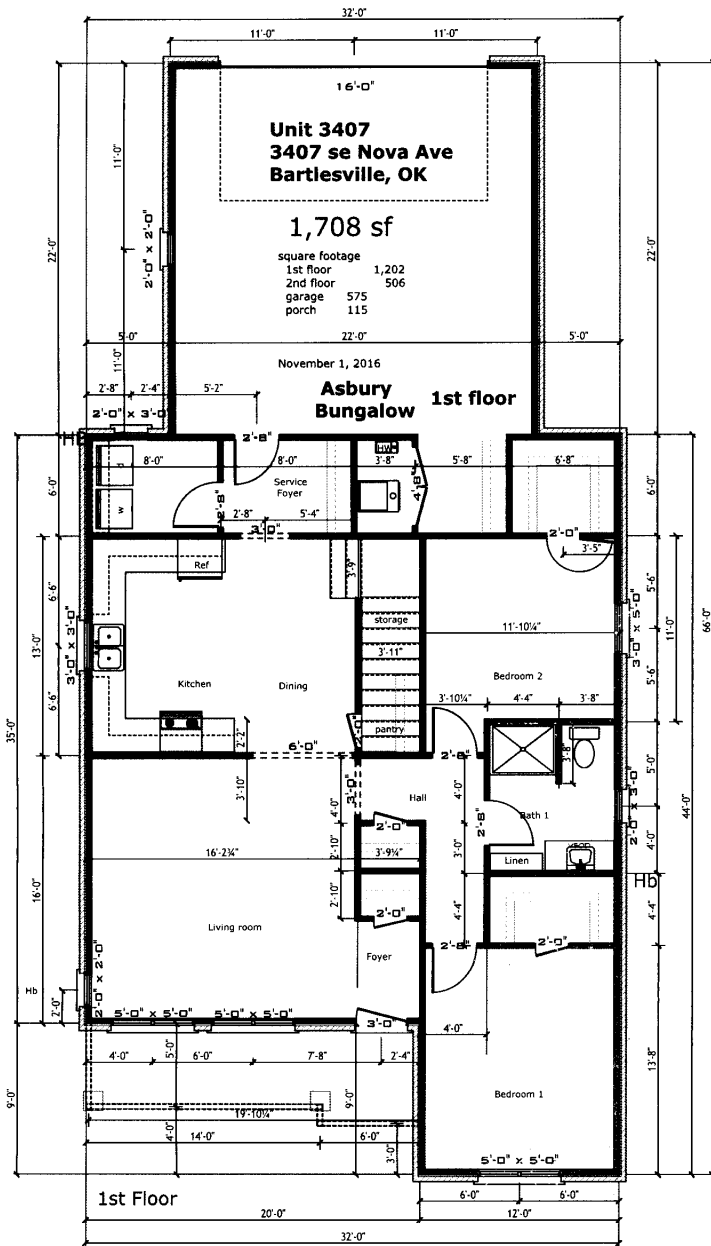 32'-0"
11'-0" 11'-0"
16'-0"
Unit 3407
3407 se Nova Ave
Bartlesville, OK
1,708 sf
square footage
1st floor 1,202
2nd floor 506
garage 575
porch 115
11'-0"
22'-0"
2'-0" x 2'-0"
22'-0"
5'-0" 22'-0" 5'-0"
11'-0"
November 1, 2016
2'-8" 2'-4" 5'-2"
Asbury
Bungalow
1st floor
2'-0" x 3'-0"
2'-8"
HW
8'-0" 8'-0" 3'-8" 5'-8" 6'-8"
6'-0"
d
w
Service
Foyer
2'-8"
4'-8"
6'-0"
2'-8" 5'-4"
3'-0"
2'-0"
3'-5"
Ref
3'-9"
6'-6"
5'-6"
storage
11'-10¼"
3'-0" x 5'-0"
11'-0"
66'-0"
13'-0"
3'-0" x 3'-0"
3'-11"
Bedroom 2
5'-6"
Kitchen
Dining
6'-6"
3'-10¼" 4'-4" 3'-8"
35'-0"
2'-2"
2'-0"
pantry
6'-0"
2'-8"
3'-8"
5'-0"
3'-10"
3'-0"
4'-0"
Hall
4'-0"
2'-8"
Bath 1
2'-0" x 3'-0"
44'-0"
2'-0"
16'-2¾"
2'-10"
3'-9¼"
3'-0"
Linen
4'-0"
16'-0"
2'-10"
2'-0"
4'-4"
Hb
4'-4"
Living room
2'-8"
2'-0"
Foyer
2'-0" x 2'-0"
Hb
2'-0"
5'-0" x 5'-0" 5'-0" x 5'-0"
3'-0"
4'-0"
4'-0" 6'-0" 7'-8" 2'-4"
5'-0"
13'-8"
9'-0"
9'-0"
Bedroom 1
19'-10¼"
4'-0"
14'-0" 6'-0"
3'-0"
5'-0" x 5'-0"
1st Floor
6'-0" 6'-0"
20'-0" 12'-0"
32'-0"